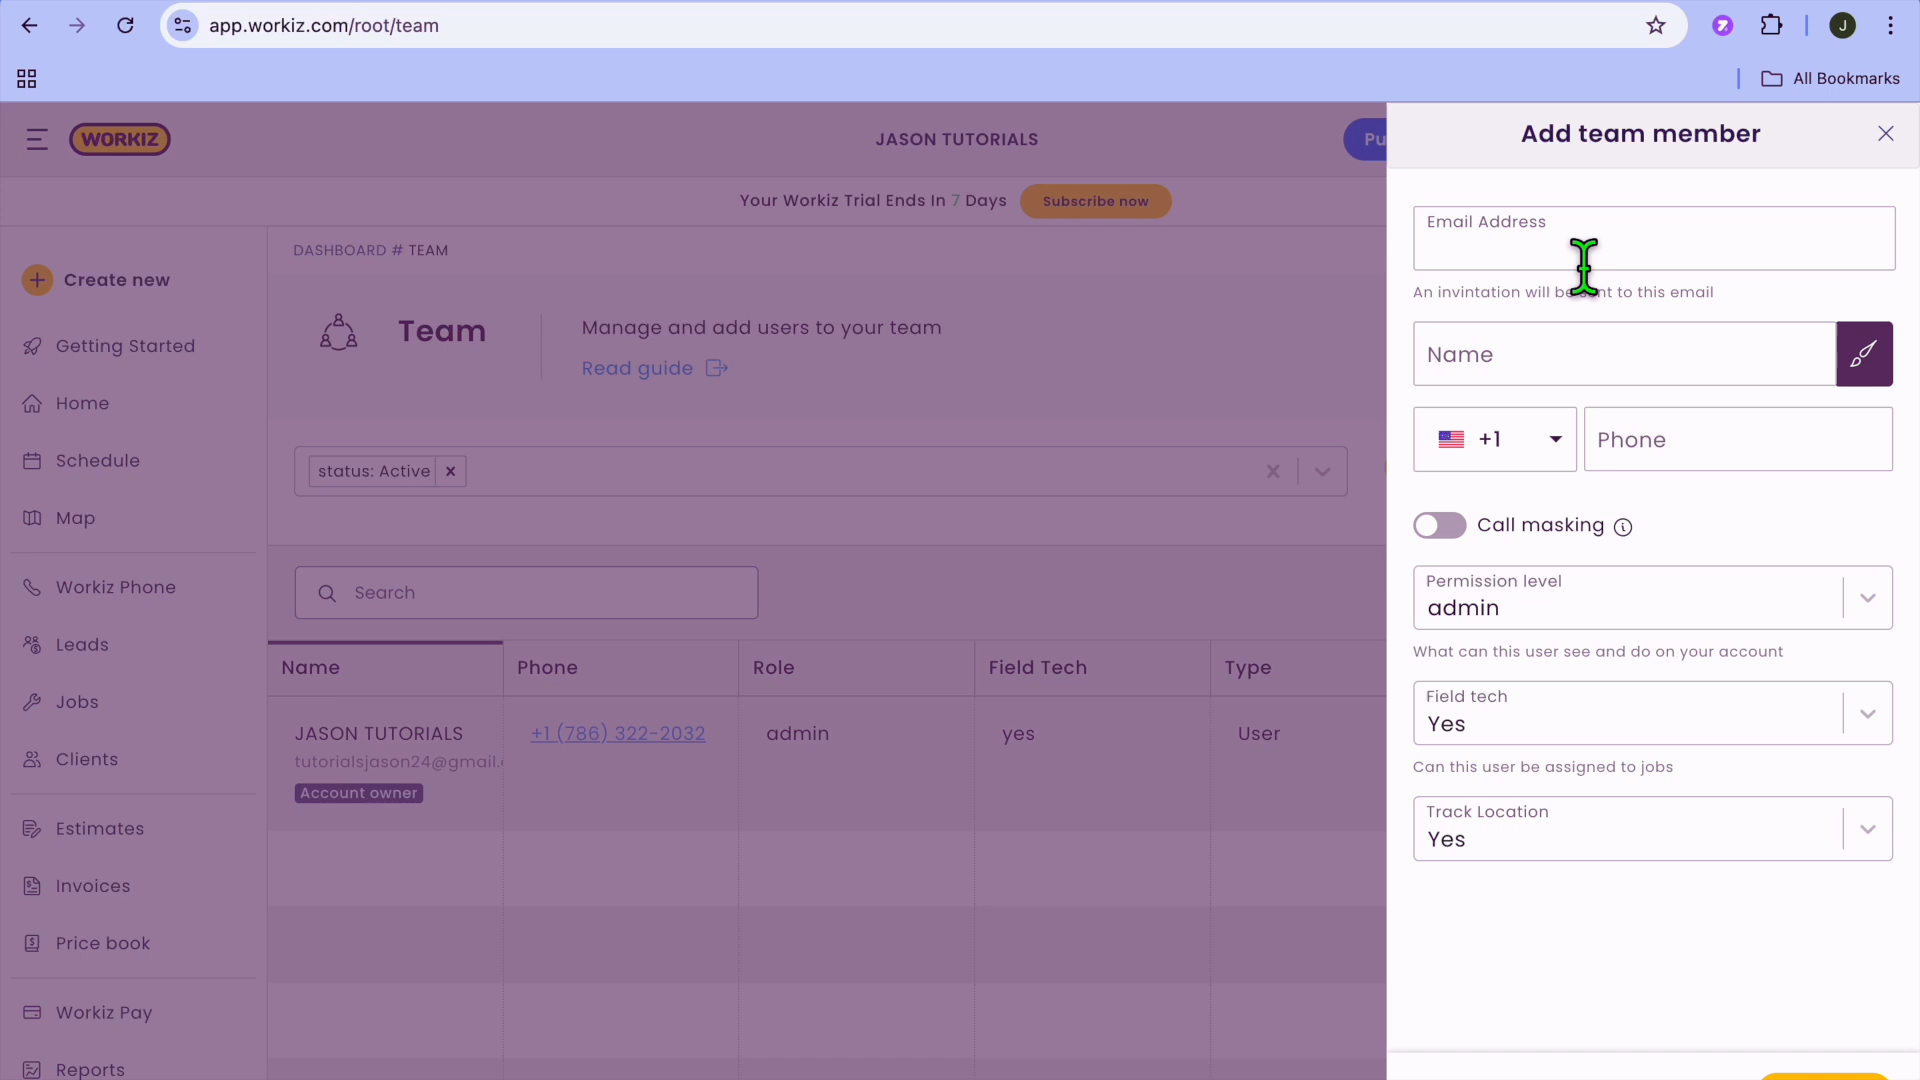 app.workiz.com/root/team
J
All Bookmarks
WORKIZ
JASON TUTORIALS
Pu
Your Workiz Trial Ends In 7 Days
Subscribe now
Create new
Getting Started
Home
Schedule
Map
Workiz Phone
Leads
Jobs
Clients
Estimates
Invoices
Price book
Workiz Pay
Reports
DASHBOARD # TEAM
Team
Manage and add users to your team
Read guide
status: Active
Search
Name Phone Role Field Tech Type
JASON TUTORIALS +1 (786) 322-2032 admin yes User
tutorialsjason24@gmail.
Account owner
Add team member
Email Address
An invintation will be sent to this email
Name
+1
Phone
Call masking
Permission level
admin
What can this user see and do on your account
Field tech
Yes
Can this user be assigned to jobs
Track Location
Yes